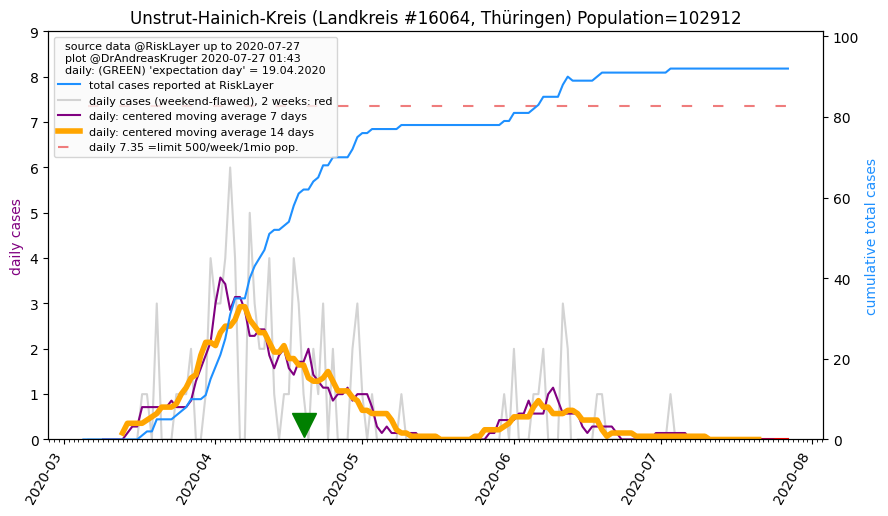 Unstrut-Hainich-Kreis (Landkreis #16064, Thüringen) Population=102912
source data @RiskLayer up to 2020-07-27
plot @DrAndreasKruger 2020-07-27 01:43
daily: (GREEN) 'expectation day' = 19.04.2020
total cases reported at RiskLayer
daily cases (weekend-flawed), 2 weeks: red
daily: centered moving average 7 days
daily: centered moving average 14 days
daily 7.35 =limit 500/week/1mio pop.
daily cases
9
8
7
6
5
4
3
2
1
0
100
80
60
40
20
0
cumulative total cases
2020-03
2020-04
2020-05
2020-06
2020-07
2020-08